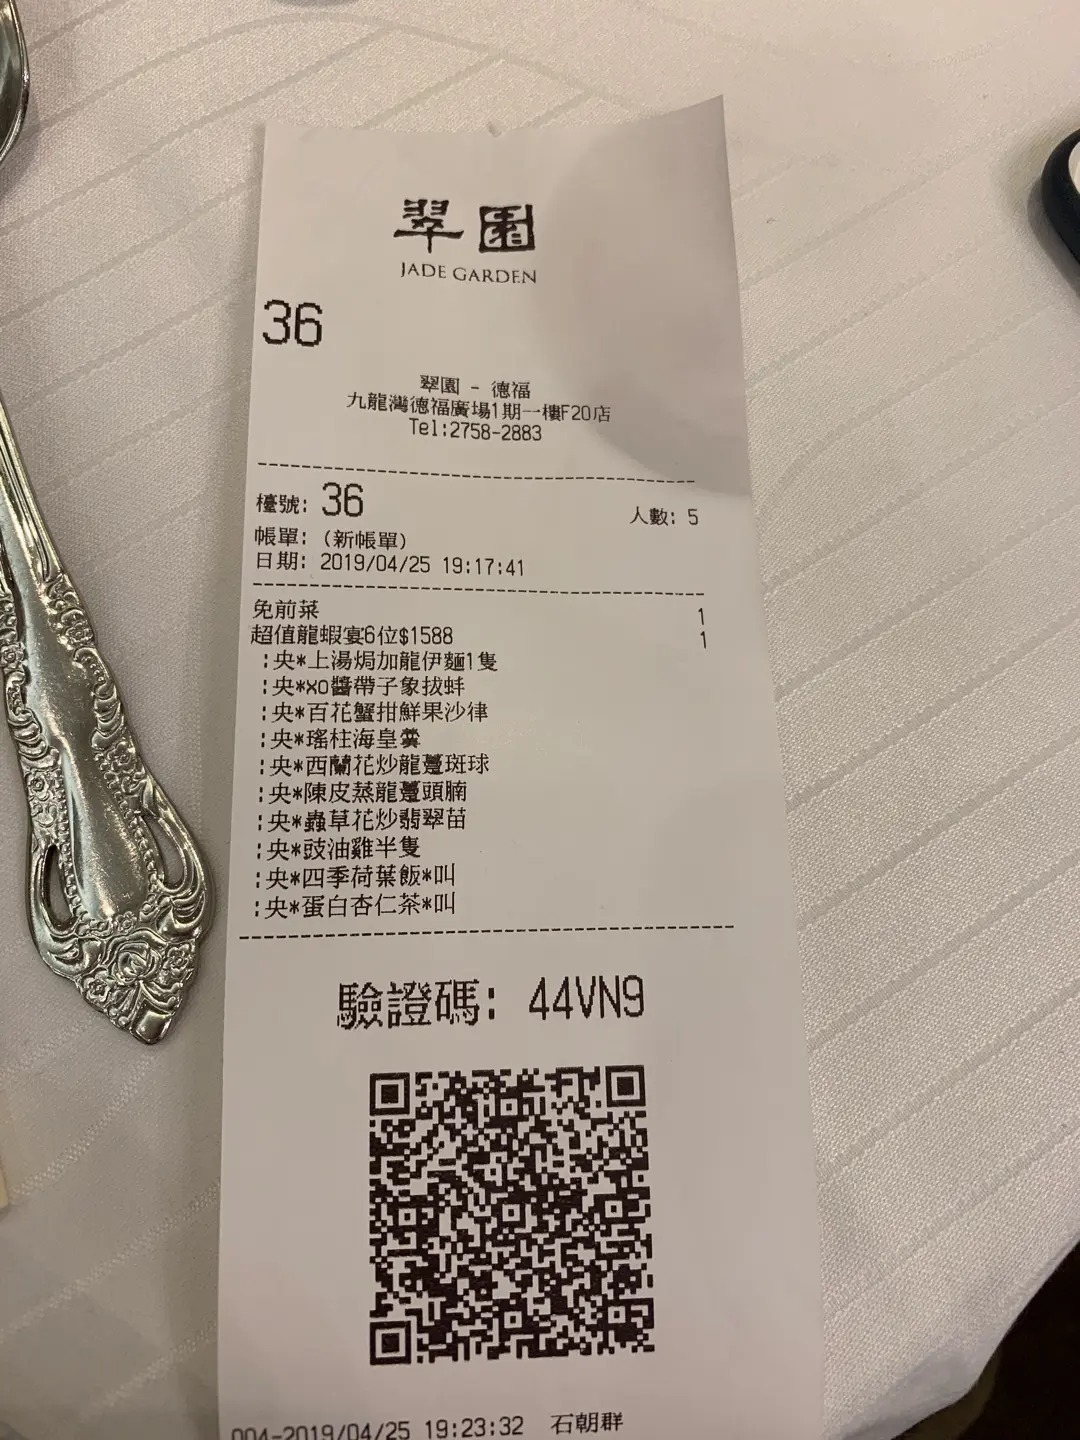 翠園
JADE GARDEN
36
翠園 - 德福
九龍灣德福廣場1期一樓F20店
Tel:2758-2883
檯號: 36 人數: 5
帳單: (新帳單)
日期: 2019/04/25 19:17:41
免前菜 1
超值龍蝦宴6位$1588 1
:央*上湯焗加龍伊麵1隻
:央*XO醬帶子象拔蚌
:央*百花蟹拑鮮果沙律
:央*瑤柱海皇羹
:央*西蘭花炒龍躉斑球
:央*陳皮蒸龍躉頭腩
:央*蟲草花炒翡翠苗
:央*豉油雞半隻
:央*四季荷葉飯*叫
:央*蛋白杏仁茶*叫
驗證碼: 44VN9
004-2019/04/25 19:23:32 石朝群